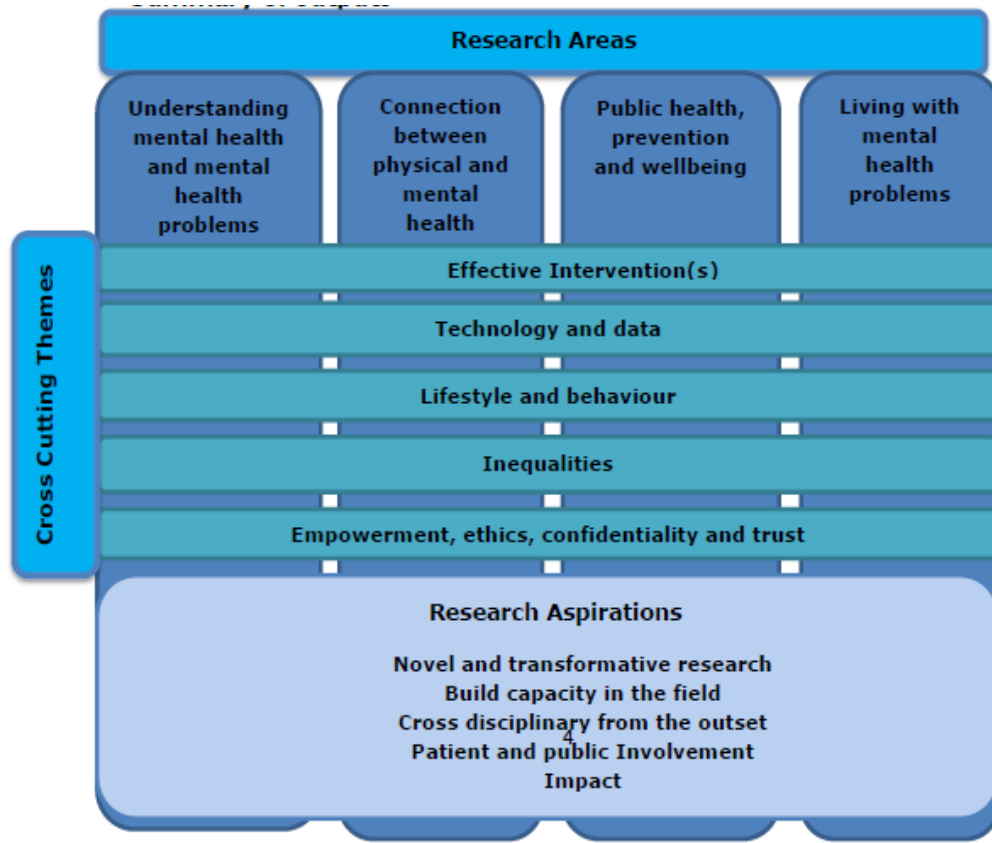 Research Areas
Understanding
mental health
and mental
health
problems
Connection
between
physical and
mental
health
Public health,
prevention
and wellbeing
Living with
mental
health
problems
Cross Cutting Themes
Effective Intervention(s)
Technology and data
Lifestyle and behaviour
Inequalities
Empowerment, ethics, confidentiality and trust
Research Aspirations
Novel and transformative research
Build capacity in the field
Cross disciplinary from the outset
4
Patient and public Involvement
Impact